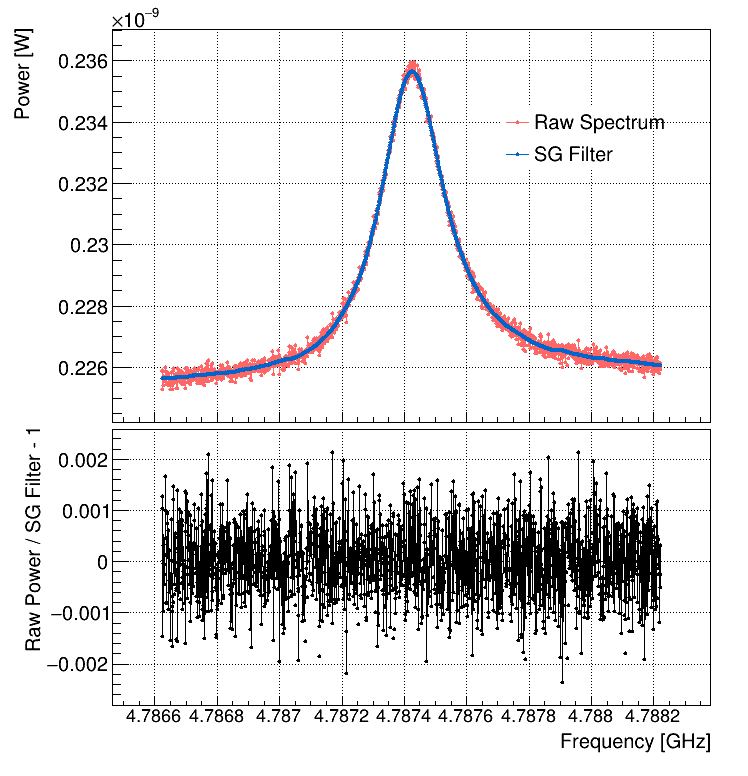 ×10⁻⁹
Power [W]
0.236
0.234
0.232
0.23
0.228
0.226
Raw Spectrum
SG Filter
Raw Power / SG Filter - 1
0.002
0.001
0
−0.001
−0.002
4.7866 4.7868 4.787 4.7872 4.7874 4.7876 4.7878 4.788 4.7882
Frequency [GHz]